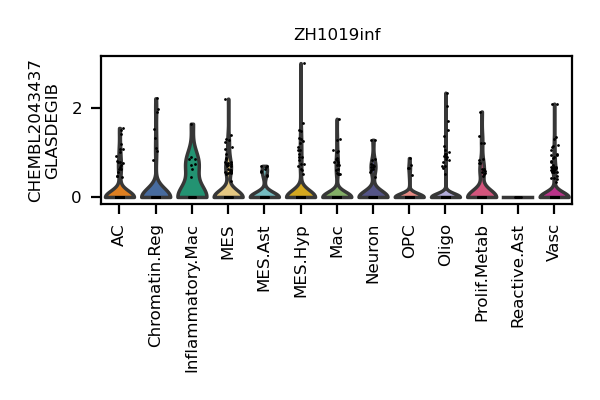 ZH1019inf
CHEMBL2043437
GLASDEGIB
2
0
AC
Chromatin.Reg
Inflammatory.Mac
MES
MES.Ast
MES.Hyp
Mac
Neuron
OPC
Oligo
Prolif.Metab
Reactive.Ast
Vasc